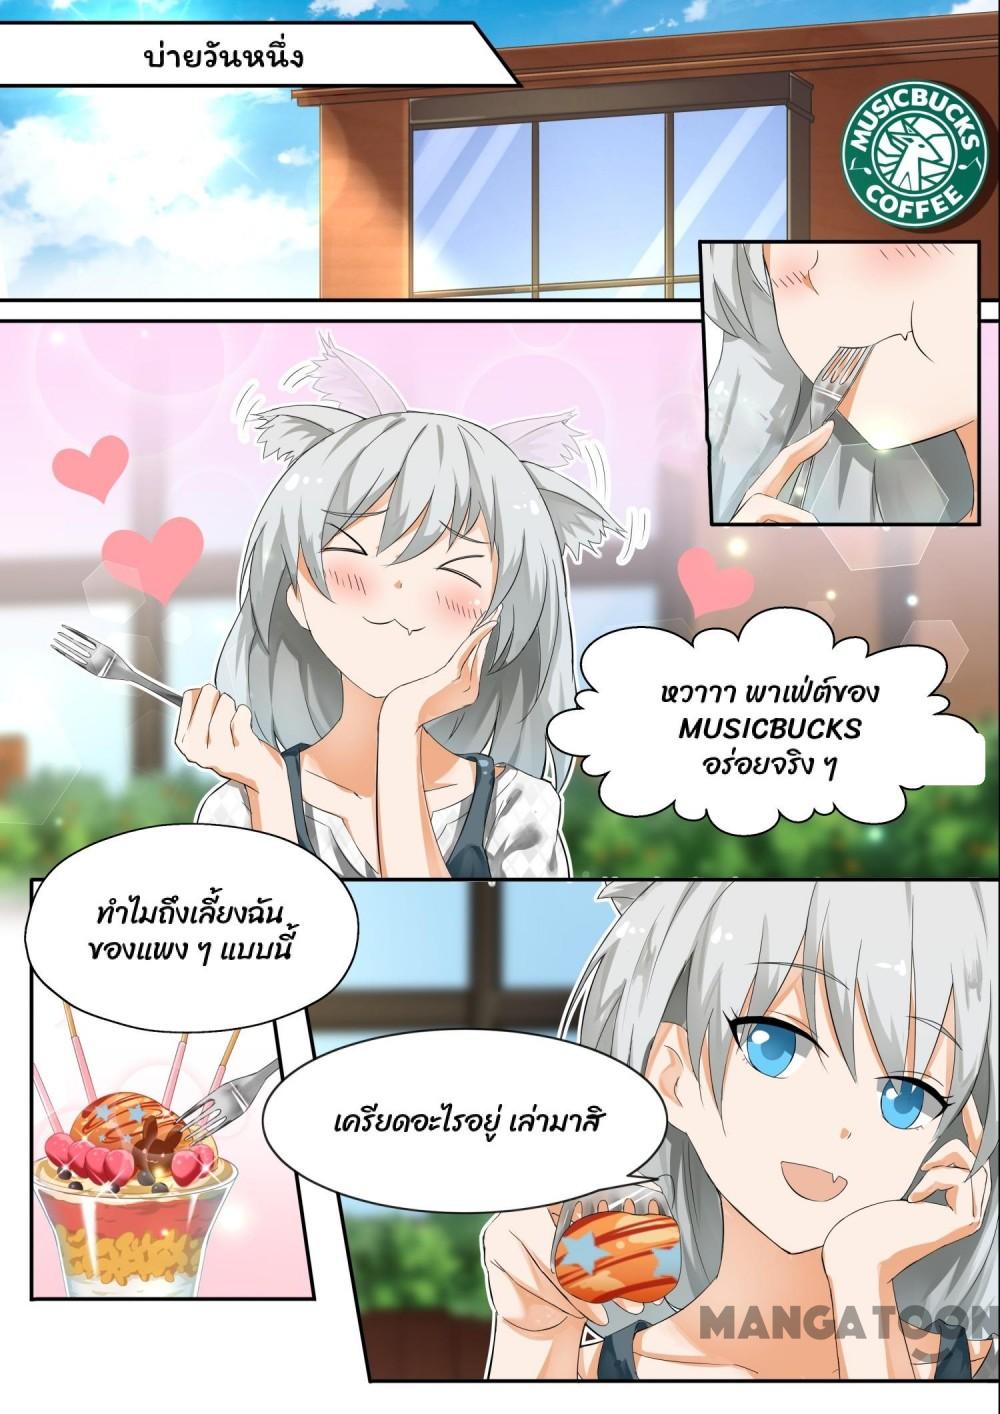 บ่ายวันหนึ่ง
MUSICBUCKS
COFFEE
หวาาา พาเฟ่ต์ของ
MUSICBUCKS
อร่อยจริง ๆ
ทำไมถึงเลี้ยงฉัน
ของแพง ๆ แบบนี้
เครียดอะไรอยู่ เล่ามาสิ
MANGATOON